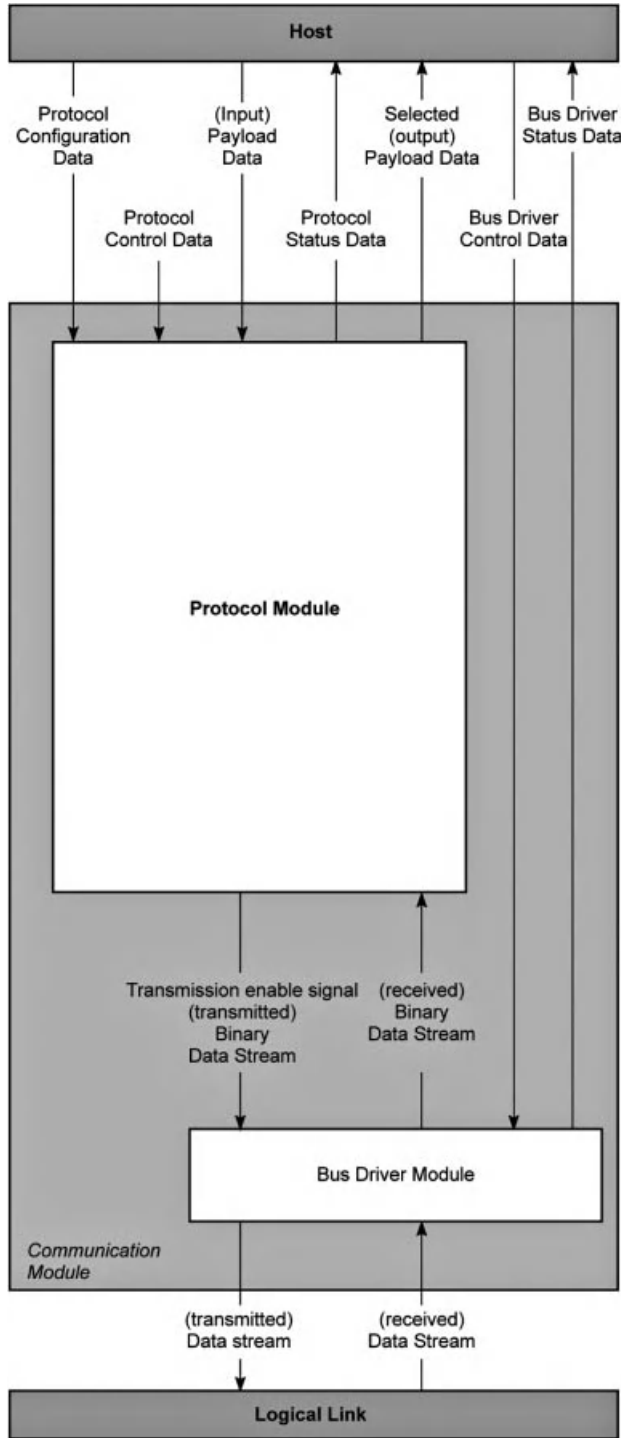 Host
Protocol
Configuration
Data
(Input)
Payload
Data
Selected
(output)
Payload Data
Bus Driver
Status Data
Protocol
Control Data
Protocol
Status Data
Bus Driver
Control Data
Protocol Module
Transmission enable signal
(transmitted)
Binary
Data Stream
(received)
Binary
Data Stream
Bus Driver Module
Communication
Module
(transmitted)
Data stream
(received)
Data Stream
Logical Link